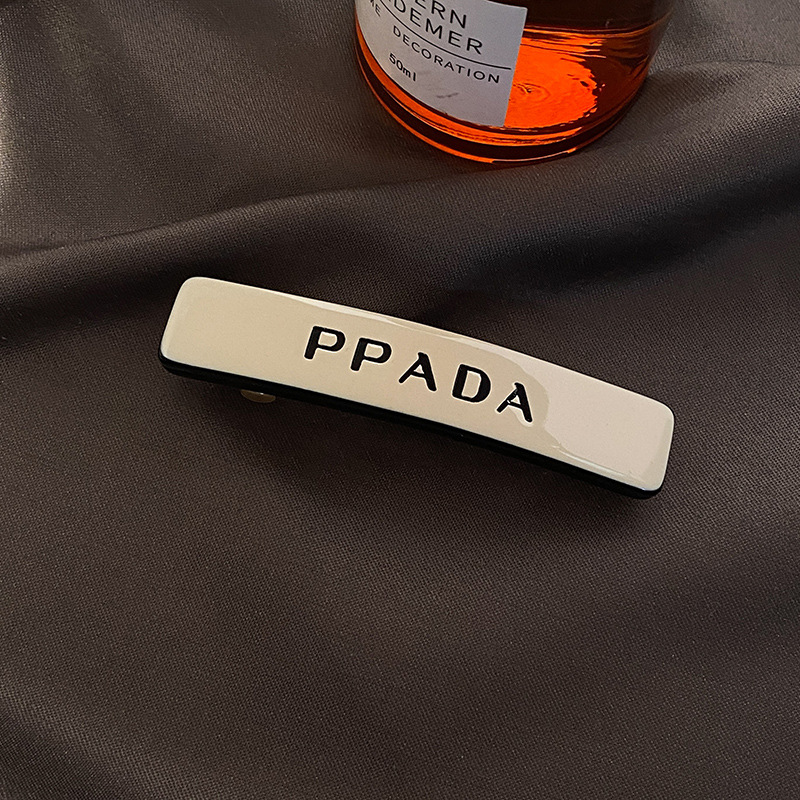 ERN
DEMER
DECORATION
50ml
PPADA